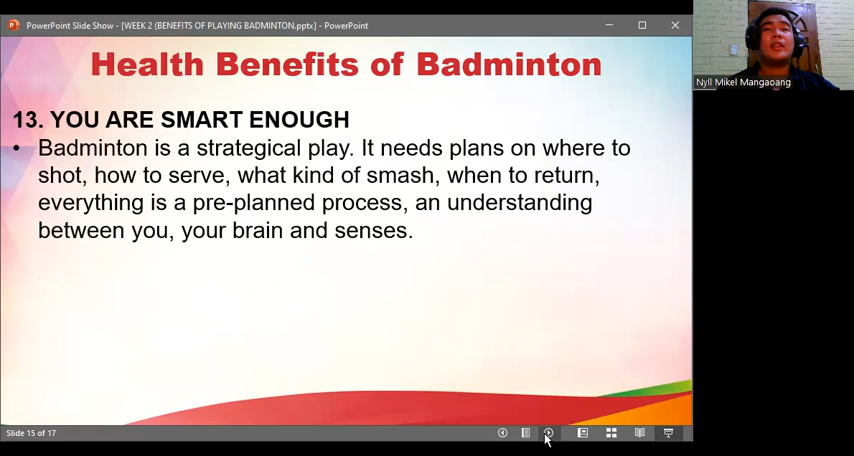 PowerPoint Slide Show - [WEEK 2 (BENEFITS OF PLAYING BADMINTON.pptx] - PowerPoint
Health Benefits of Badminton
13. YOU ARE SMART ENOUGH
• Badminton is a strategical play. It needs plans on where to
shot, how to serve, what kind of smash, when to return,
everything is a pre-planned process, an understanding
between you, your brain and senses.
Slide 15 of 17
Nyll Mikel Mangaoang